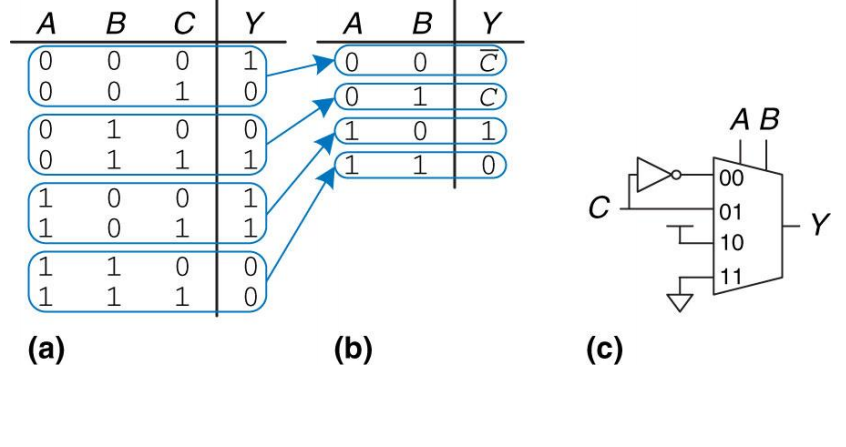 A B C Y
0 0 0 1
0 0 1 0
0 1 0 0
0 1 1 1
1 0 0 1
1 0 1 1
1 1 0 0
1 1 1 0
(a)
A B Y
0 0 C̅
0 1 C
1 0 1
1 1 0
(b)
A B
C
00
01
10
11
Y
(c)